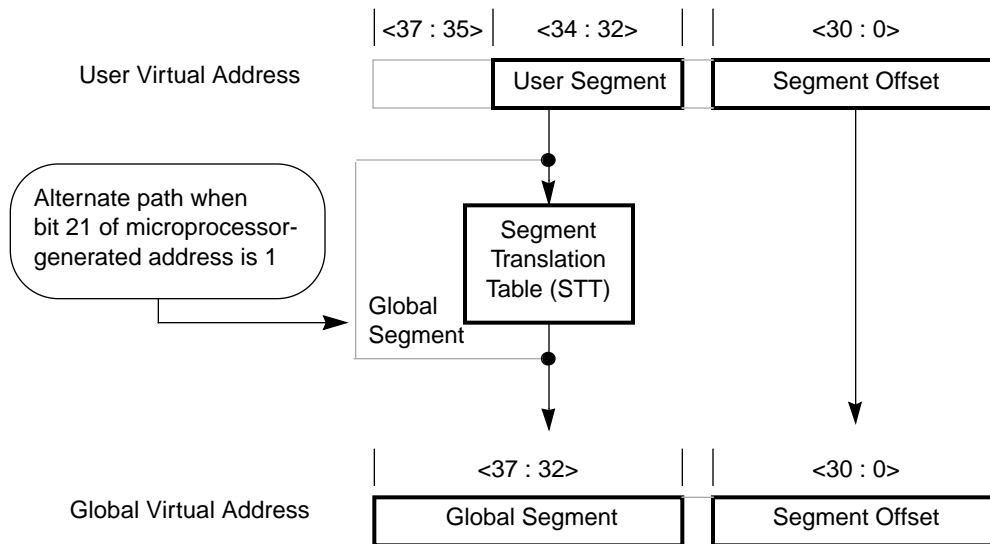 <37 : 35>
<34 : 32>
<30 : 0>
User Virtual Address
User Segment
Segment Offset
Alternate path when
bit 21 of microprocessor-
generated address is 1
Segment
Translation
Table (STT)
Global
Segment
<37 : 32>
<30 : 0>
Global Virtual Address
Global Segment
Segment Offset